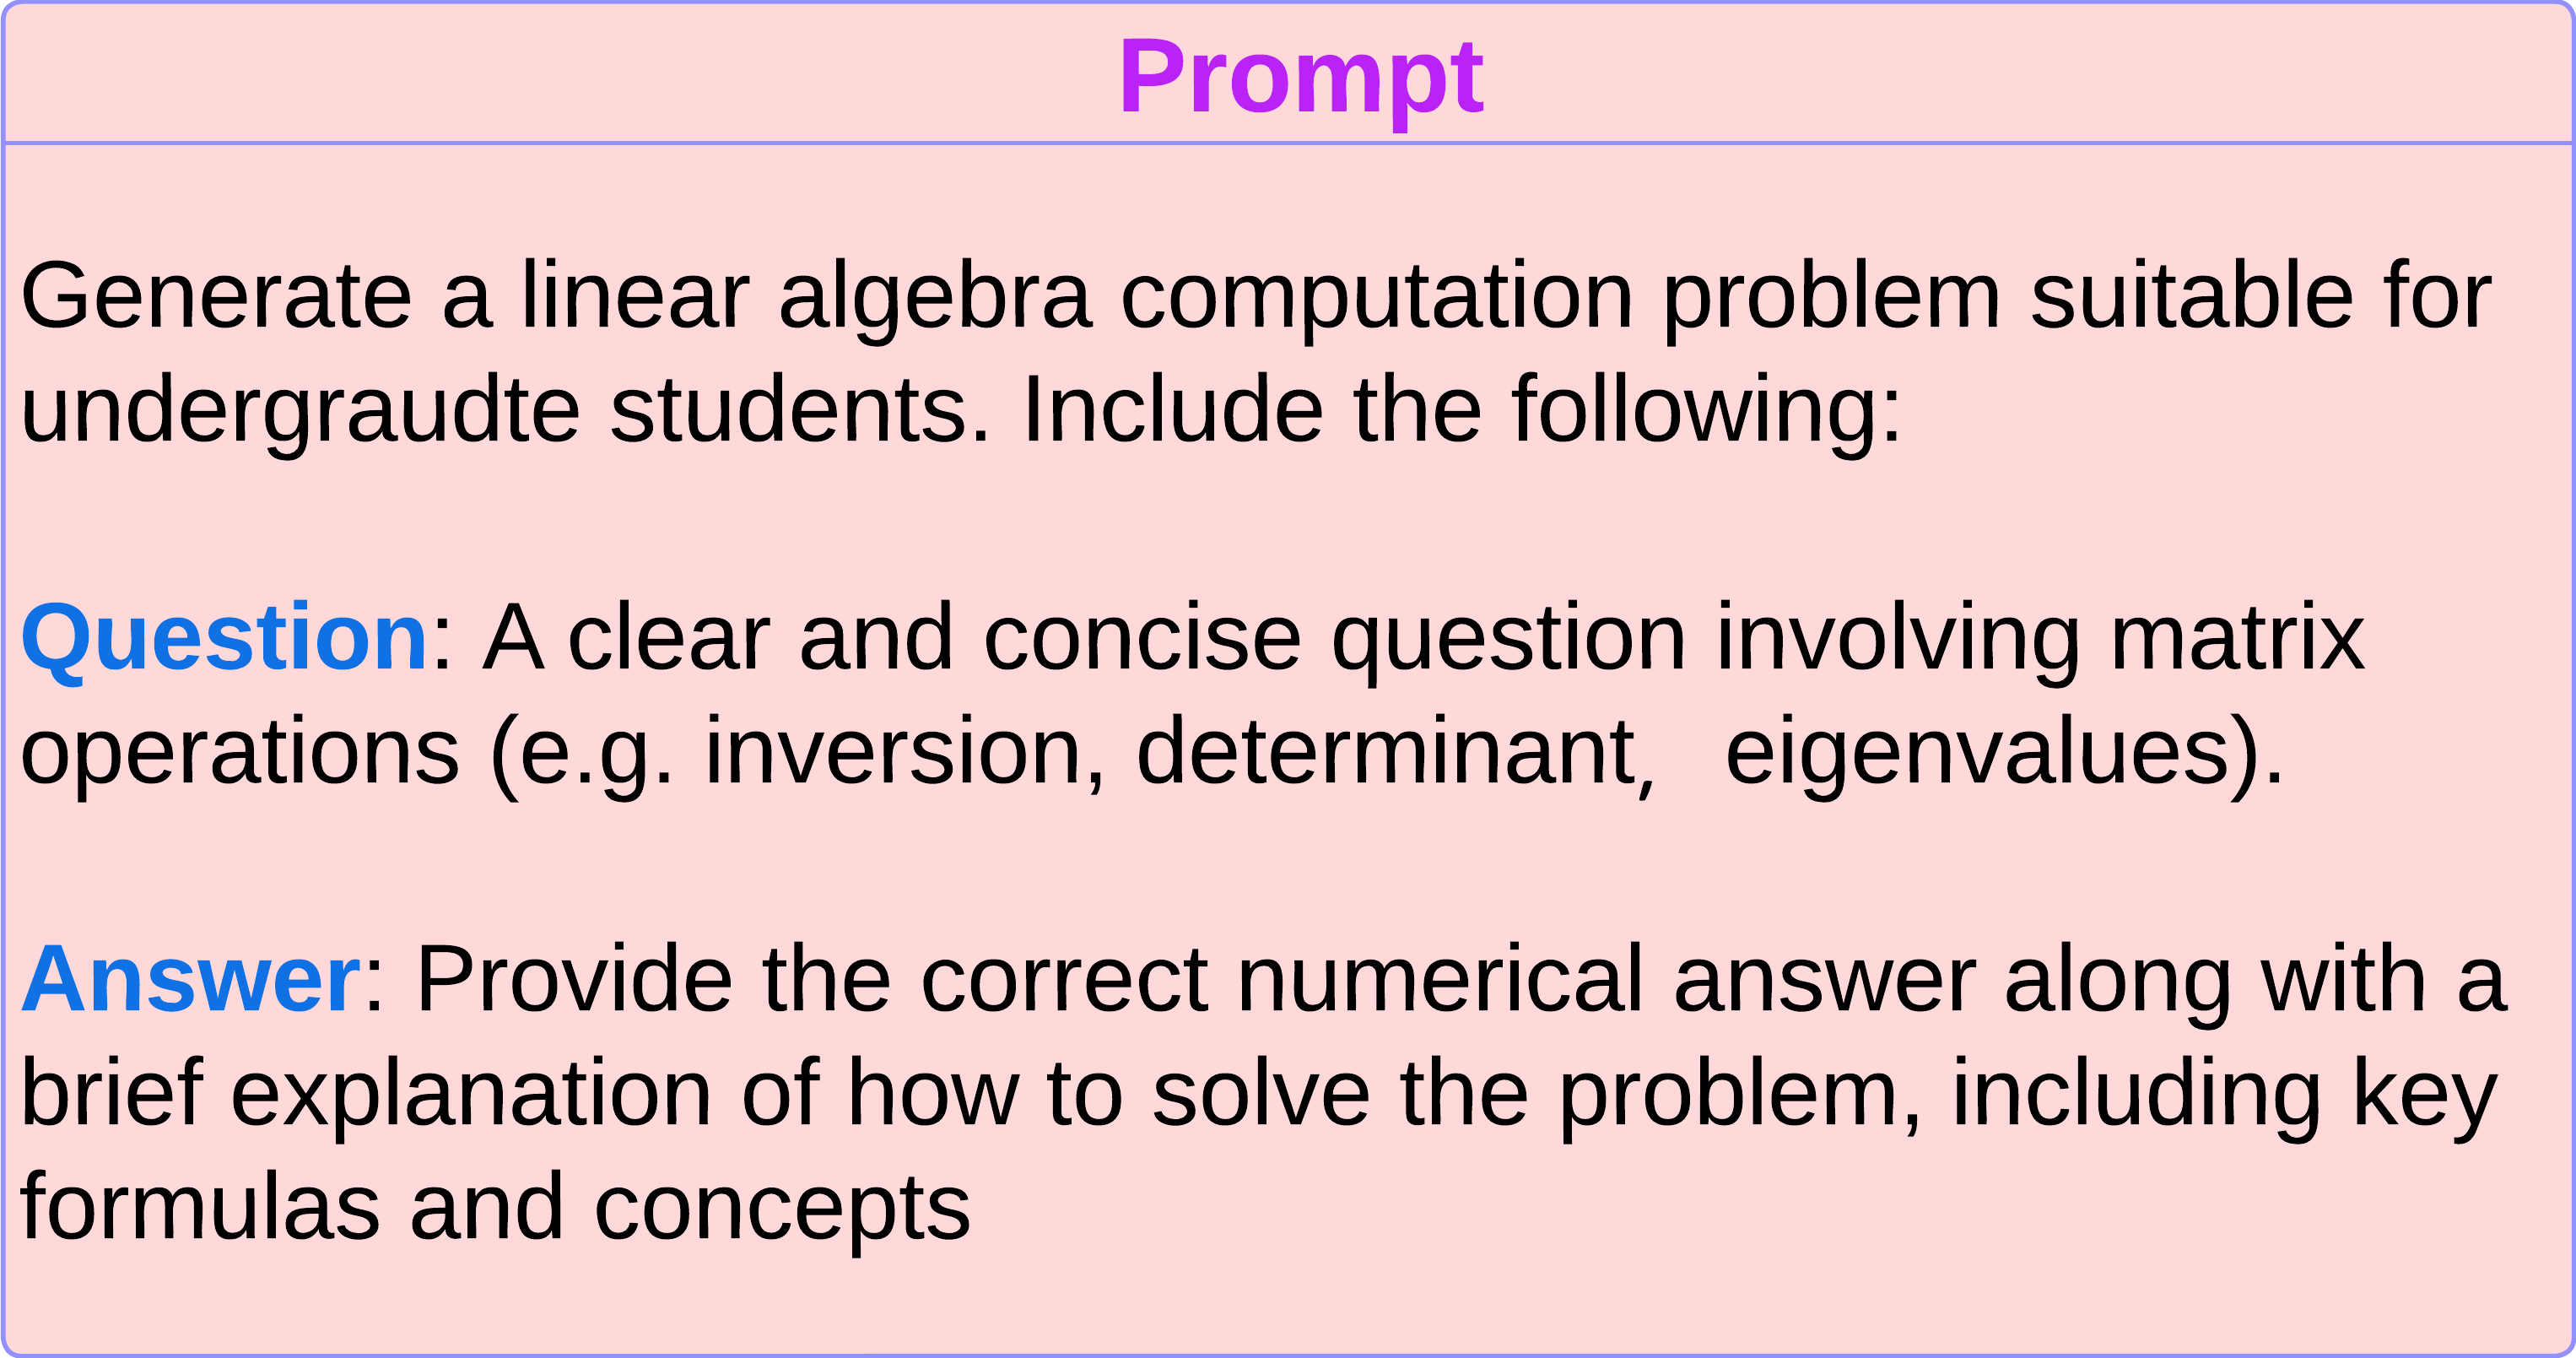 Prompt
Generate a linear algebra computation problem suitable for
undergraudte students. Include the following:
Question: A clear and concise question involving matrix
operations (e.g. inversion, determinant,  eigenvalues).
Answer: Provide the correct numerical answer along with a
brief explanation of how to solve the problem, including key
formulas and concepts